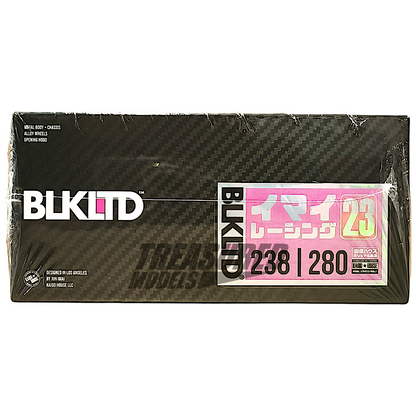 METAL BODY + CHASSIS
ALLOY WHEELS
OPENING HOOD
BLKLTD™
BLKLTD
イマイ
レーシング
23
238 | 280
TREASURED
MODELS
DESIGNED IN LOS ANGELES
BY JUN IMAI
KAIDO HOUSE LLC